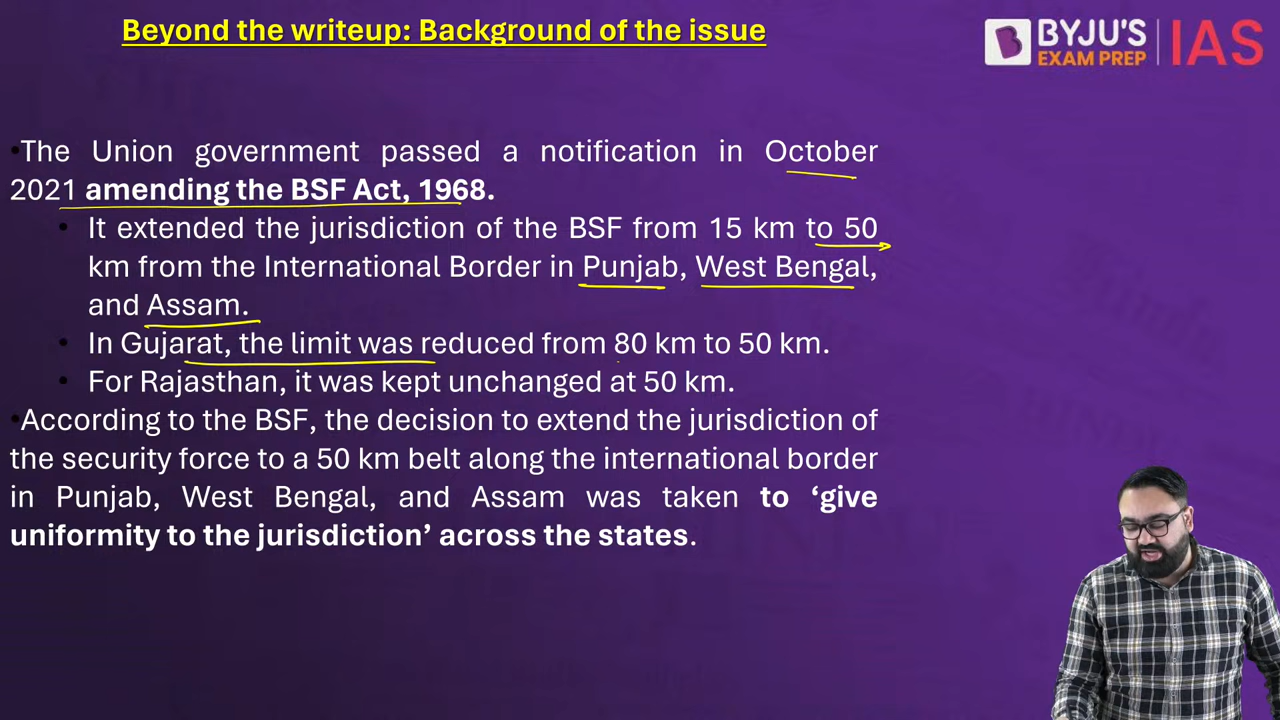 Beyond the writeup: Background of the issue
BYJU'S
EXAM PREP
IAS
•The Union government passed a notification in October
2021 amending the BSF Act, 1968.
• It extended the jurisdiction of the BSF from 15 km to 50
km from the International Border in Punjab, West Bengal,
and Assam.
• In Gujarat, the limit was reduced from 80 km to 50 km.
• For Rajasthan, it was kept unchanged at 50 km.
•According to the BSF, the decision to extend the jurisdiction of
the security force to a 50 km belt along the international border
in Punjab, West Bengal, and Assam was taken to ‘give
uniformity to the jurisdiction’ across the states.